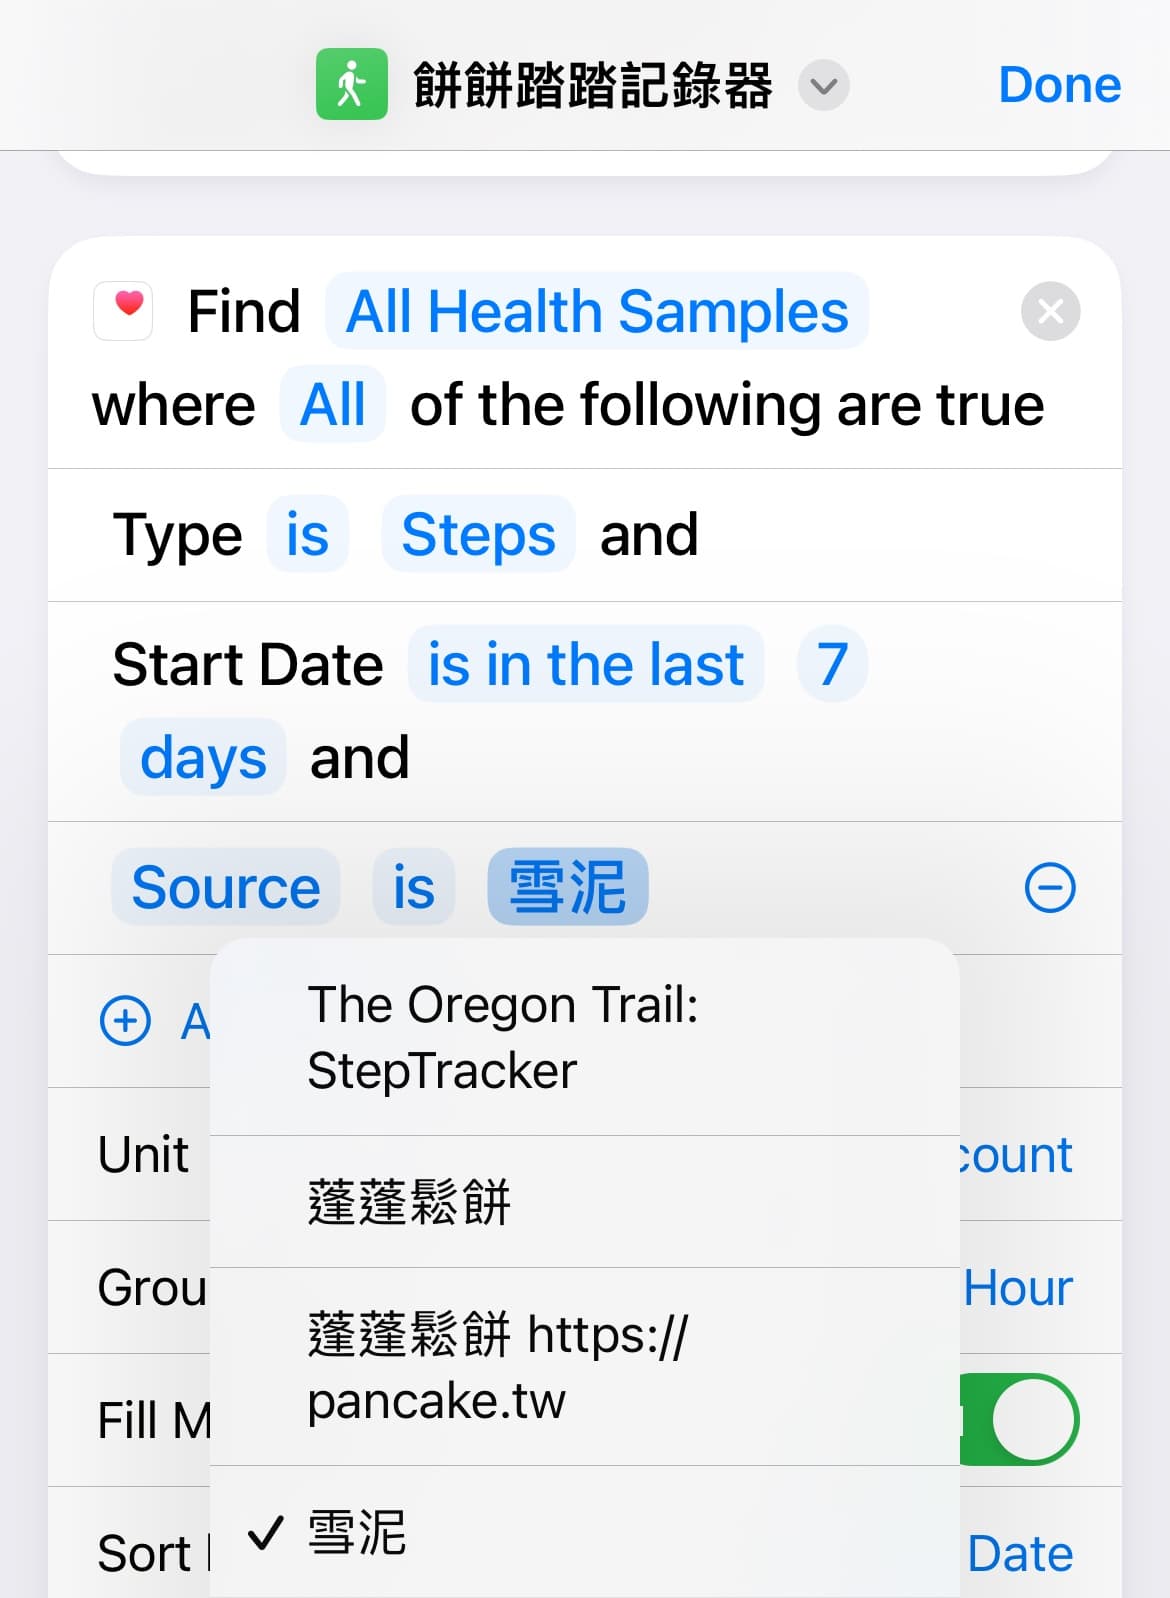 餅餅踏踏記錄器
Done
Find All Health Samples
where All of the following are true
Type is Steps and
Start Date is in the last 7
days and
Source is 雪泥
The Oregon Trail:
StepTracker
A
蓬蓬鬆餅
Unit
count
蓬蓬鬆餅 https://
pancake.tw
Grou
Hour
Fill M
雪泥
Sort
Date